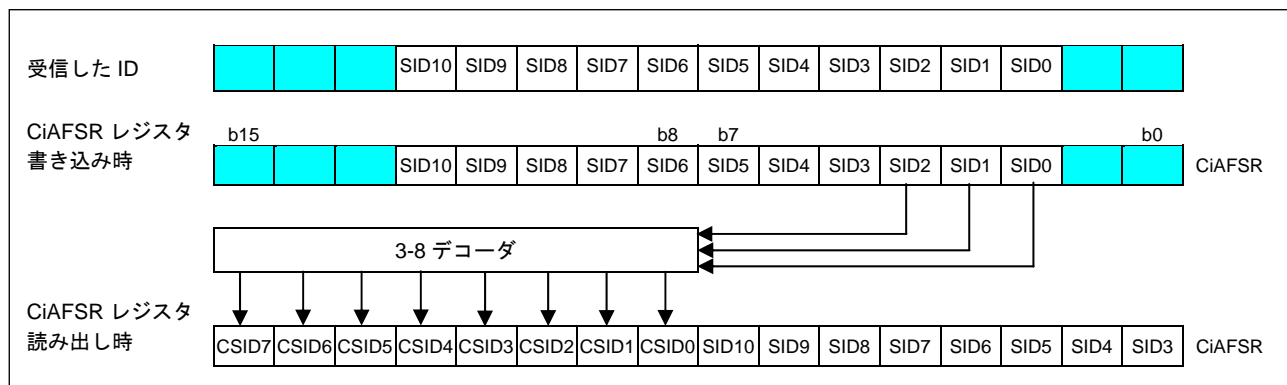 受信した ID
SID10 SID9 SID8 SID7 SID6 SID5 SID4 SID3 SID2 SID1 SID0
CiAFSR レジスタ
書き込み時
b15 b8 b7 b0
SID10 SID9 SID8 SID7 SID6 SID5 SID4 SID3 SID2 SID1 SID0 CiAFSR
3-8 デコーダ
CiAFSR レジスタ
読み出し時
CSID7 CSID6 CSID5 CSID4 CSID3 CSID2 CSID1 CSID0 SID10 SID9 SID8 SID7 SID6 SID5 SID4 SID3 CiAFSR